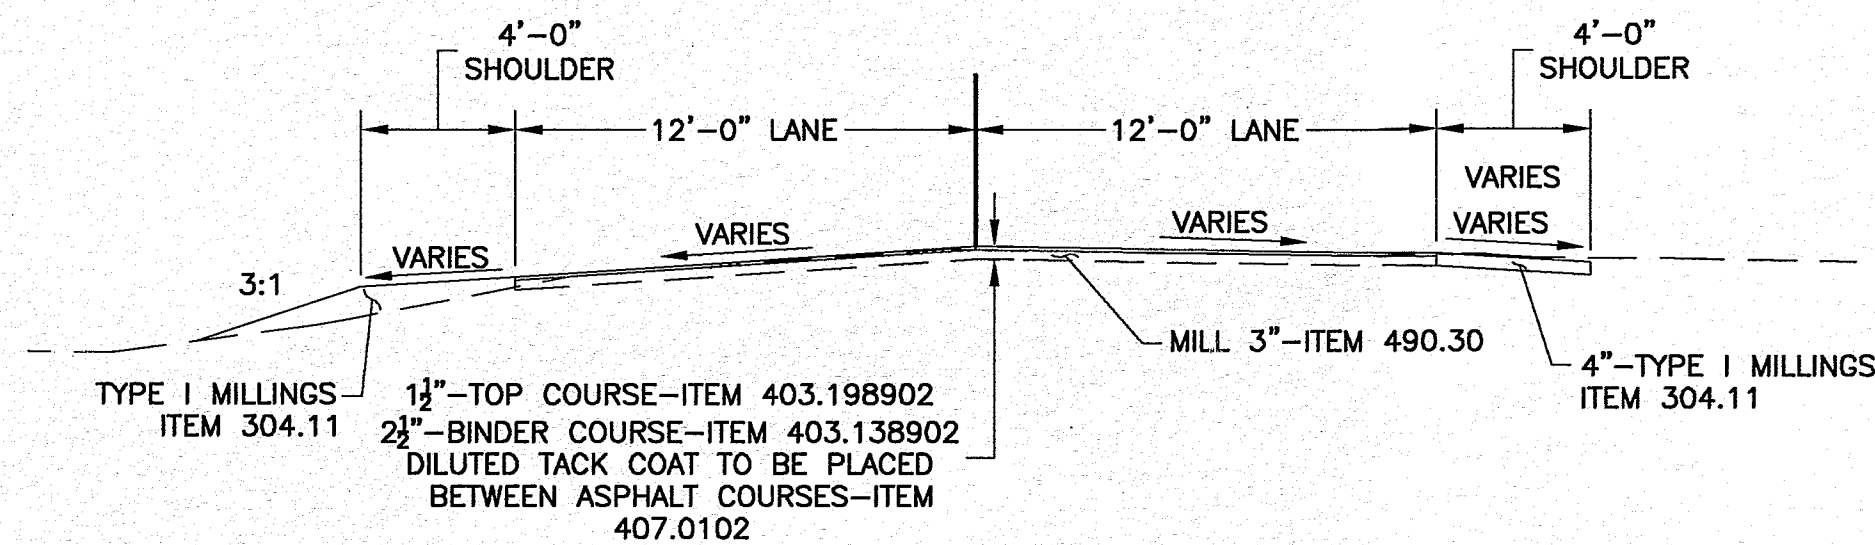 4'-0"
SHOULDER
4'-0"
SHOULDER
12'-0" LANE
12'-0" LANE
VARIES
VARIES
VARIES
VARIES
VARIES
3:1
MILL 3"-ITEM 490.30
TYPE I MILLINGS
ITEM 304.11
4"-TYPE I MILLINGS
ITEM 304.11
1½"-TOP COURSE-ITEM 403.198902
2½"-BINDER COURSE-ITEM 403.138902
DILUTED TACK COAT TO BE PLACED
BETWEEN ASPHALT COURSES-ITEM
407.0102